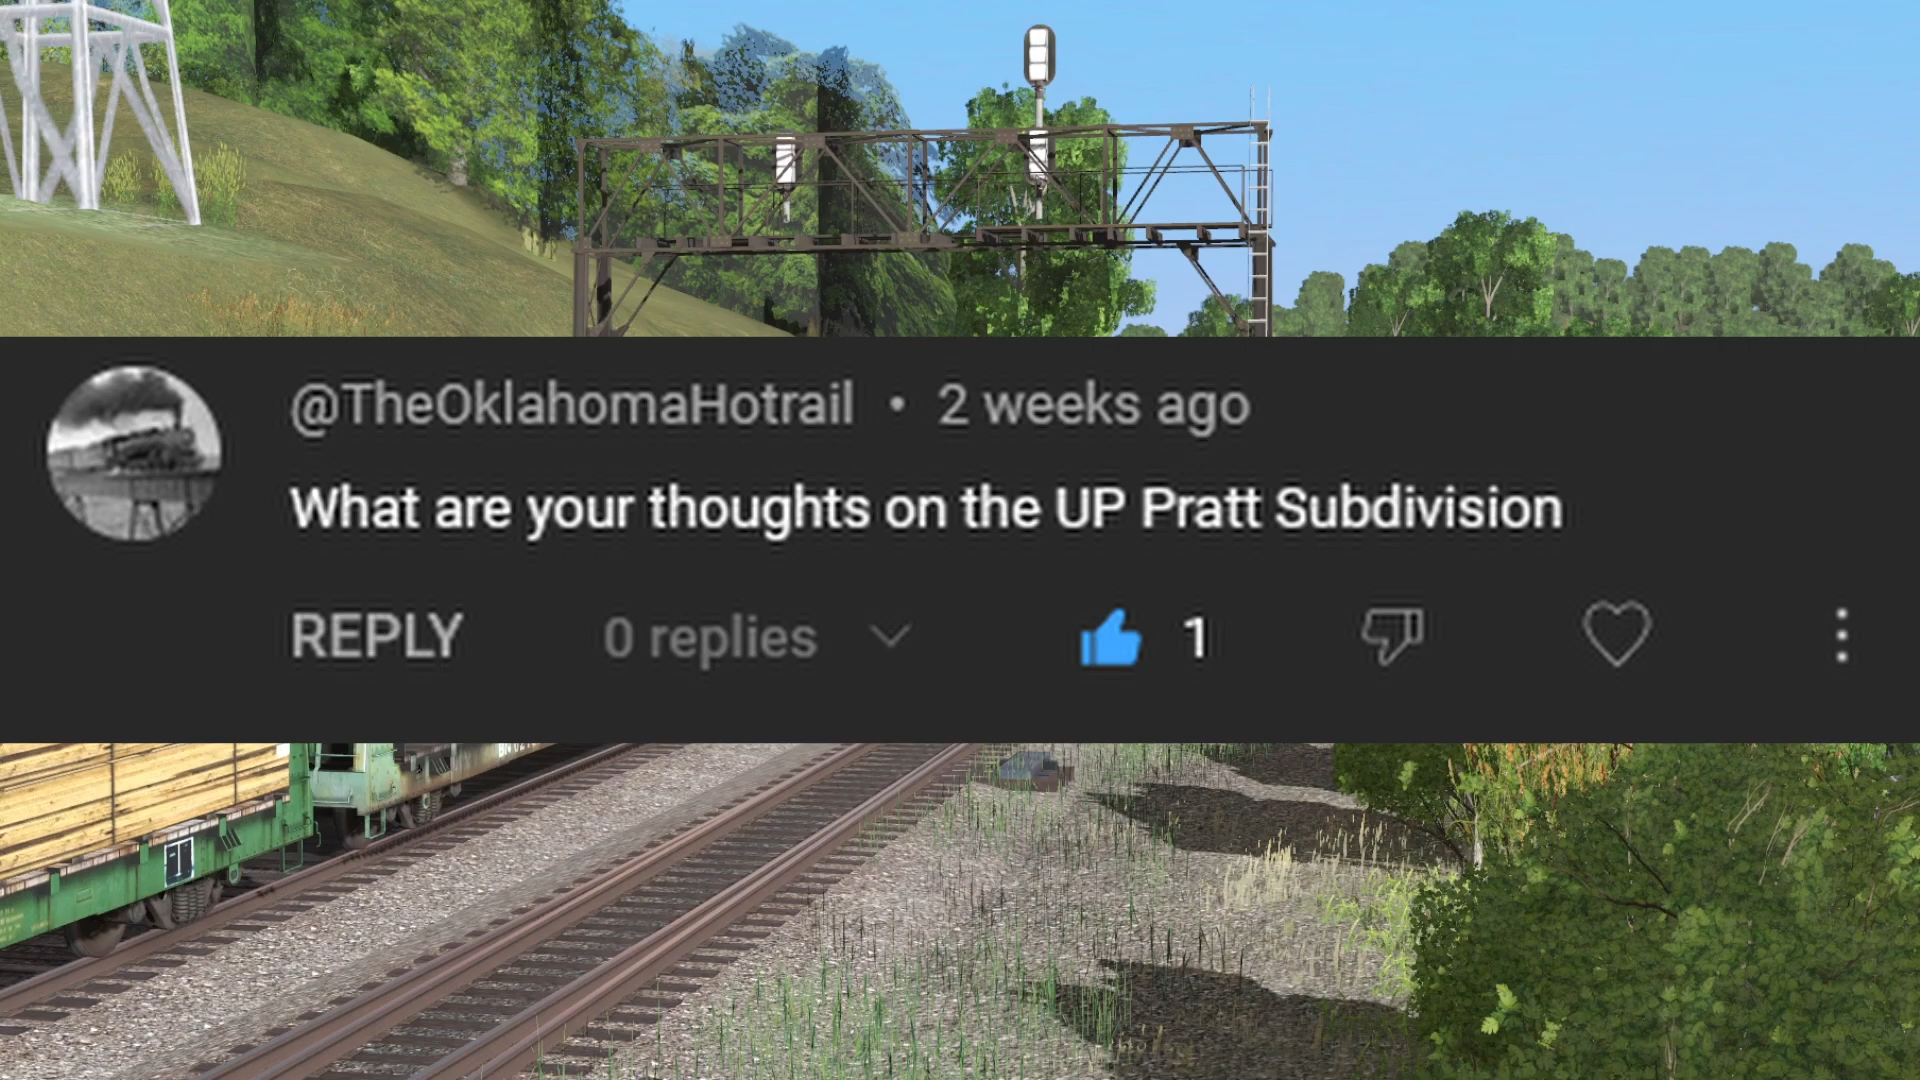 @TheOklahomaHotrail • 2 weeks ago
What are your thoughts on the UP Pratt Subdivision
REPLY 0 replies 1